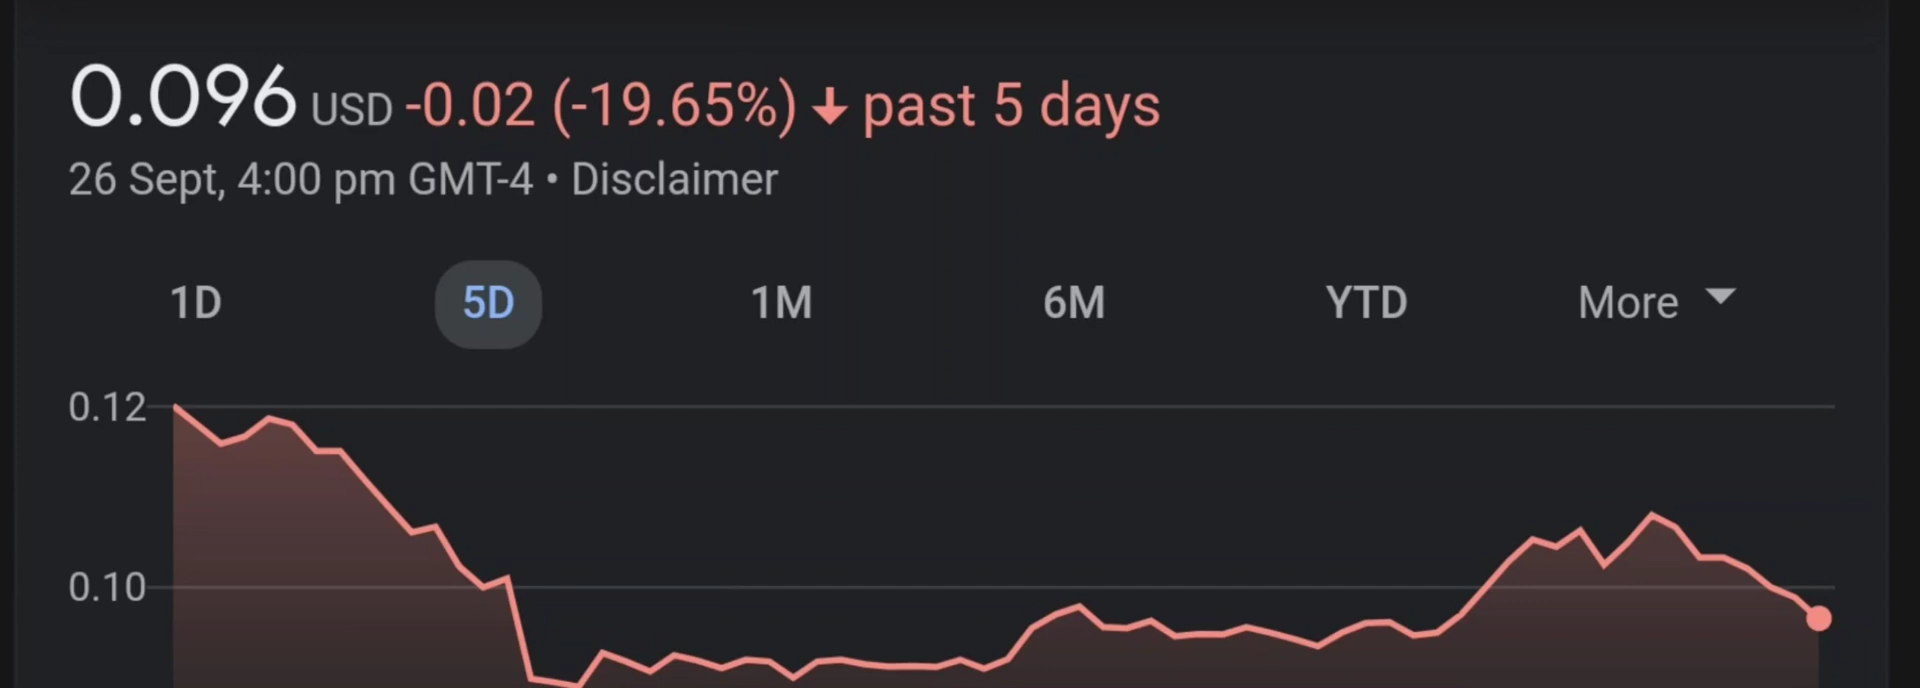 0.096 USD -0.02 (-19.65%) ↓ past 5 days
26 Sept, 4:00 pm GMT-4 • Disclaimer
1D 5D 1M 6M YTD More
0.12
0.10